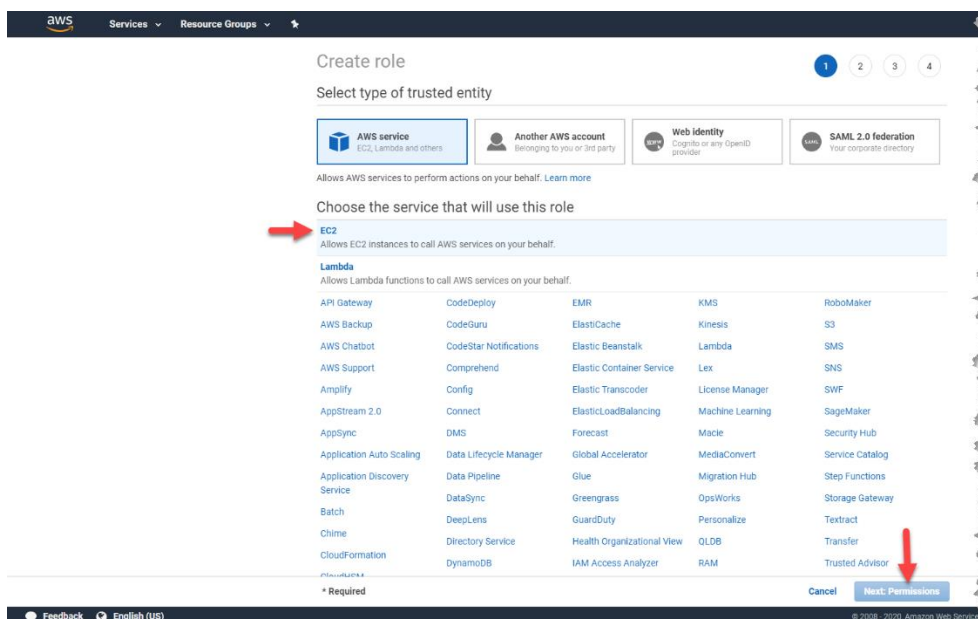 aws Services Resource Groups
Create role
1 2 3 4
Select type of trusted entity
AWS service
EC2, Lambda and others
Another AWS account
Belonging to you or 3rd party
Web identity
Cognito or any OpenID
provider
SAML 2.0 federation
Your corporate directory
Allows AWS services to perform actions on your behalf. Learn more
Choose the service that will use this role
EC2
Allows EC2 instances to call AWS services on your behalf.
Lambda
Allows Lambda functions to call AWS services on your behalf.
API Gateway CodeDeploy EMR KMS RoboMaker
AWS Backup CodeGuru ElastiCache Kinesis S3
AWS Chatbot CodeStar Notifications Elastic Beanstalk Lambda SMS
AWS Support Comprehend Elastic Container Service Lex SNS
Amplify Config Elastic Transcoder License Manager SWF
AppStream 2.0 Connect ElasticLoadBalancing Machine Learning SageMaker
AppSync DMS Forecast Macie Security Hub
Application Auto Scaling Data Lifecycle Manager Global Accelerator MediaConvert Service Catalog
Application Discovery
Service
Data Pipeline Glue Migration Hub Step Functions
DataSync Greengrass OpsWorks Storage Gateway
Batch
DeepLens GuardDuty Personalize Textract
Chime
Directory Service Health Organizational View QLDB Transfer
CloudFormation
DynamoDB IAM Access Analyzer RAM Trusted Advisor
CloudHSM
* Required Cancel Next: Permissions
Feedback English (US) © 2008 - 2020, Amazon Web Service